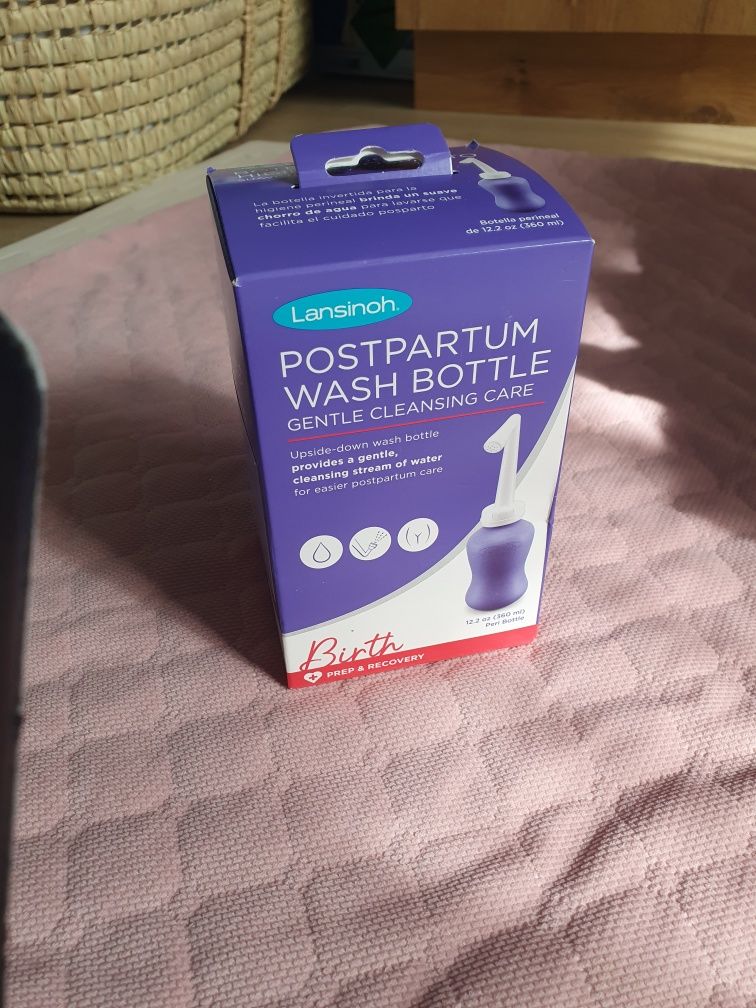 La botella invertida para la
higiene perineal brinda un suave
chorro de agua para lavarse que
facilita el cuidado posparto
Botella perineal
de 12.2 oz (360 ml)
Lansinoh®
POSTPARTUM
WASH BOTTLE
GENTLE CLEANSING CARE
Upside-down wash bottle
provides a gentle,
cleansing stream of water
for easier postpartum care
12.2 oz (360 ml)
Peri Bottle
Birth
PREP & RECOVERY